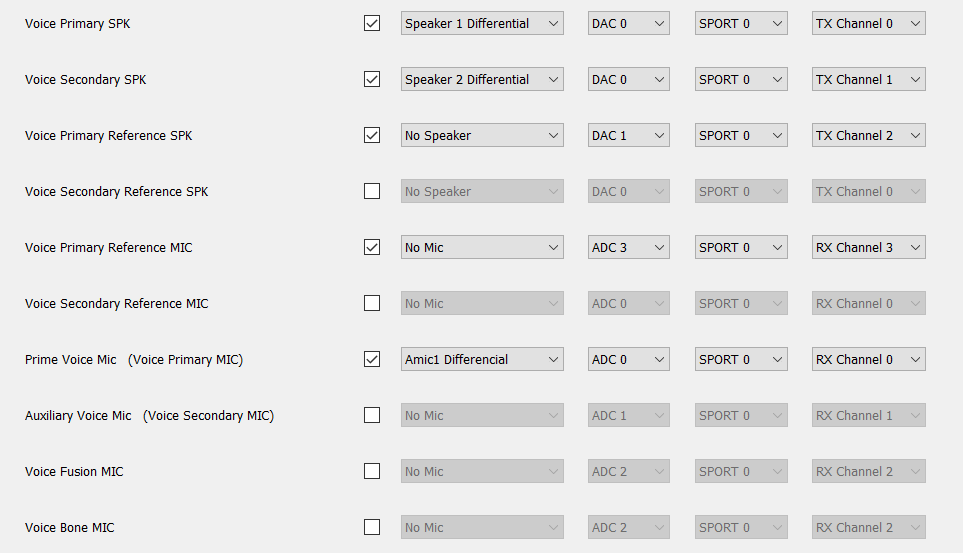 Voice Primary SPK Speaker 1 Differential DAC 0 SPORT 0 TX Channel 0
Voice Secondary SPK Speaker 2 Differential DAC 0 SPORT 0 TX Channel 1
Voice Primary Reference SPK No Speaker DAC 1 SPORT 0 TX Channel 2
Voice Secondary Reference SPK No Speaker DAC 0 SPORT 0 TX Channel 0
Voice Primary Reference MIC No Mic ADC 3 SPORT 0 RX Channel 3
Voice Secondary Reference MIC No Mic ADC 0 SPORT 0 RX Channel 0
Prime Voice Mic (Voice Primary MIC) Amic1 Differencial ADC 0 SPORT 0 RX Channel 0
Auxiliary Voice Mic (Voice Secondary MIC) No Mic ADC 1 SPORT 0 RX Channel 1
Voice Fusion MIC No Mic ADC 2 SPORT 0 RX Channel 2
Voice Bone MIC No Mic ADC 2 SPORT 0 RX Channel 2